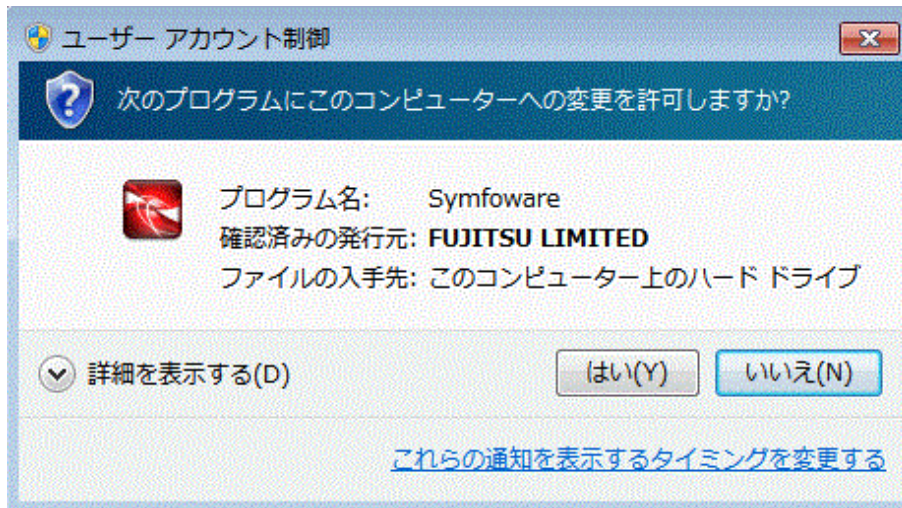 ユーザー アカウント制御
次のプログラムにこのコンピューターへの変更を許可しますか?
プログラム名: Symfoware
確認済みの発行元: FUJITSU LIMITED
ファイルの入手先: このコンピューター上のハード ドライブ
詳細を表示する(D) はい(Y) いいえ(N)
これらの通知を表示するタイミングを変更する